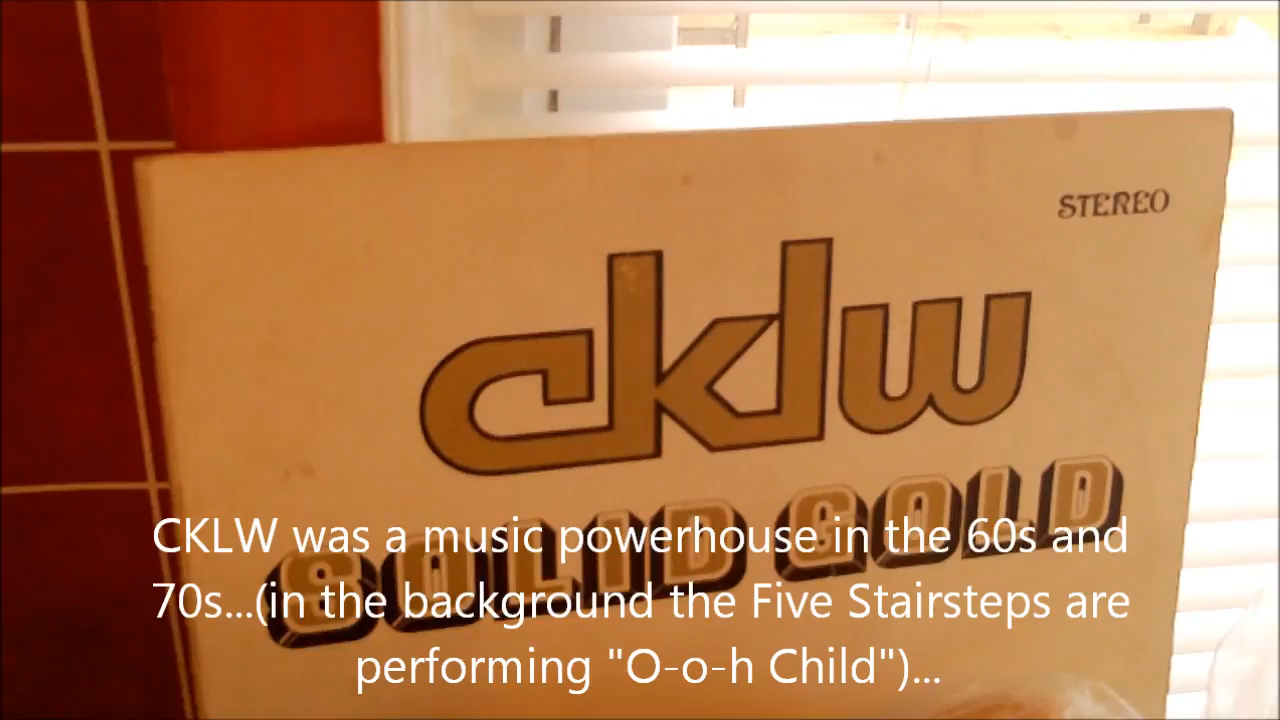 STEREO
cklw
SOLID GOLD
CKLW was a music powerhouse in the 60s and
70s...(in the background the Five Stairsteps are
performing "O-o-h Child")...